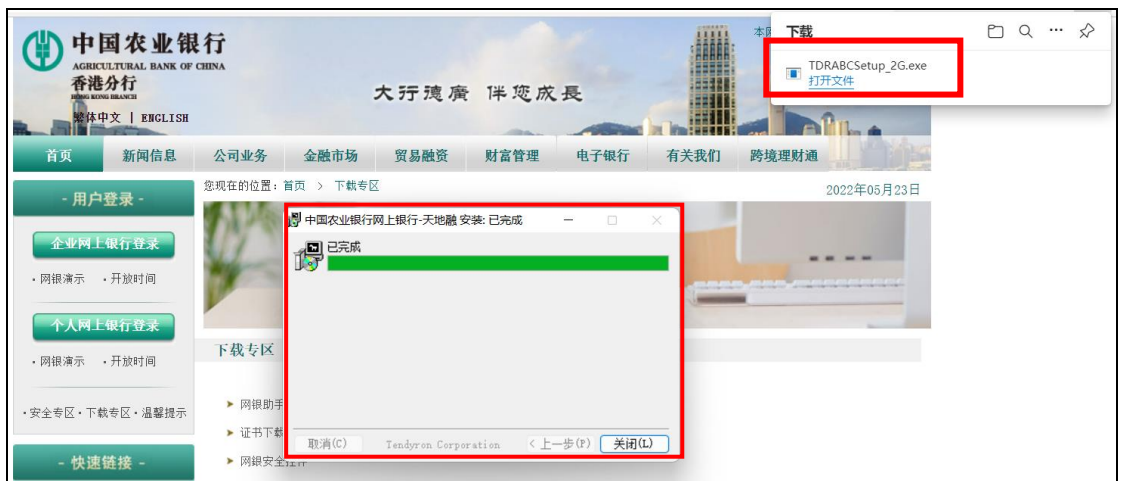 中国农业银行
AGRICULTURAL BANK OF CHINA
香港分行
HONG KONG BRANCH
繁体中文 | ENGLISH
大行德廣 伴您成長
下载
TDRABCSetup_2G.exe
打开文件
首页 新闻信息 公司业务 金融市场 贸易融资 财富管理 电子银行 有关我们 跨境理财通
您现在的位置: 首页 > 下载专区
2022年05月23日
- 用户登录 -
企业网上银行登录
· 网银演示 · 开放时间
个人网上银行登录
· 网银演示 · 开放时间
·安全专区·下载专区·温馨提示
- 快速链接 -
中国农业银行网上银行-天地融 安装: 已完成
已完成
取消(C) Tendyron Corporation < 上一步(P) 关闭(L)
下载专区
网银助手
证书下载
网銀安全控件